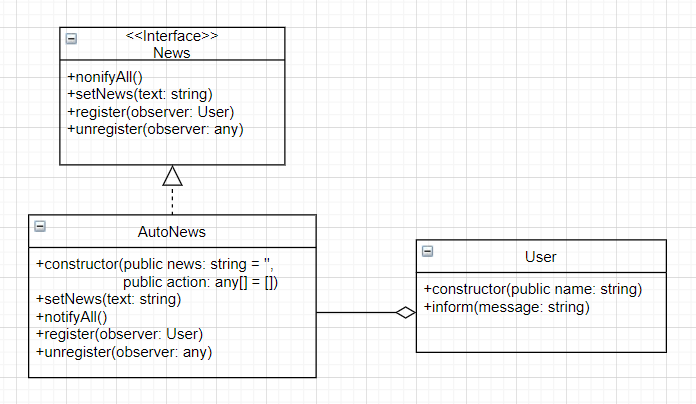 <<Interface>>
News
+nonifyAll()
+setNews(text: string)
+register(observer: User)
+unregister(observer: any)
AutoNews
+constructor(public news: string = '',
public action: any[] = [])
+setNews(text: string)
+notifyAll()
+register(observer: User)
+unregister(observer: any)
User
+constructor(public name: string)
+inform(message: string)